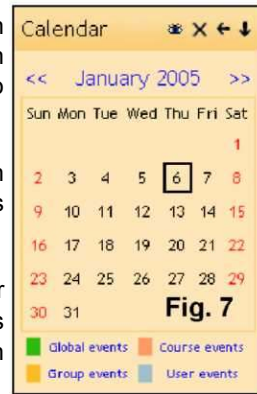 Calendar
<< January 2005 >>
Sun Mon Tue Wed Thu Fri Sat
1
2 3 4 5 6 7 8
9 10 11 12 13 14 15
16 17 18 19 20 21 22
23 24 25 26 27 28 29
30 31 Fig. 7
Global events Course events
Group events User events